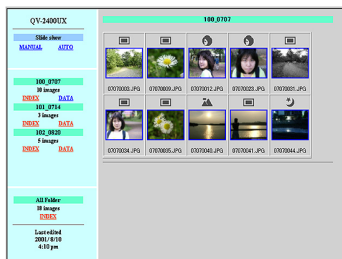 QV-2400UX
Slide show
MANUAL AUTO
100_0707
10 images
INDEX DATA
101_0714
3 images
INDEX DATA
102_0820
5 images
INDEX DATA
All Folder
18 images
INDEX
Last edited
2001/8/10
4:10 pm
100_0707
07070003.JPG 07070009.JPG 07070012.JPG 07070023.JPG 07070031.JPG
07070034.JPG 07070035.JPG 07070040.JPG 07070041.JPG 07070044.JPG